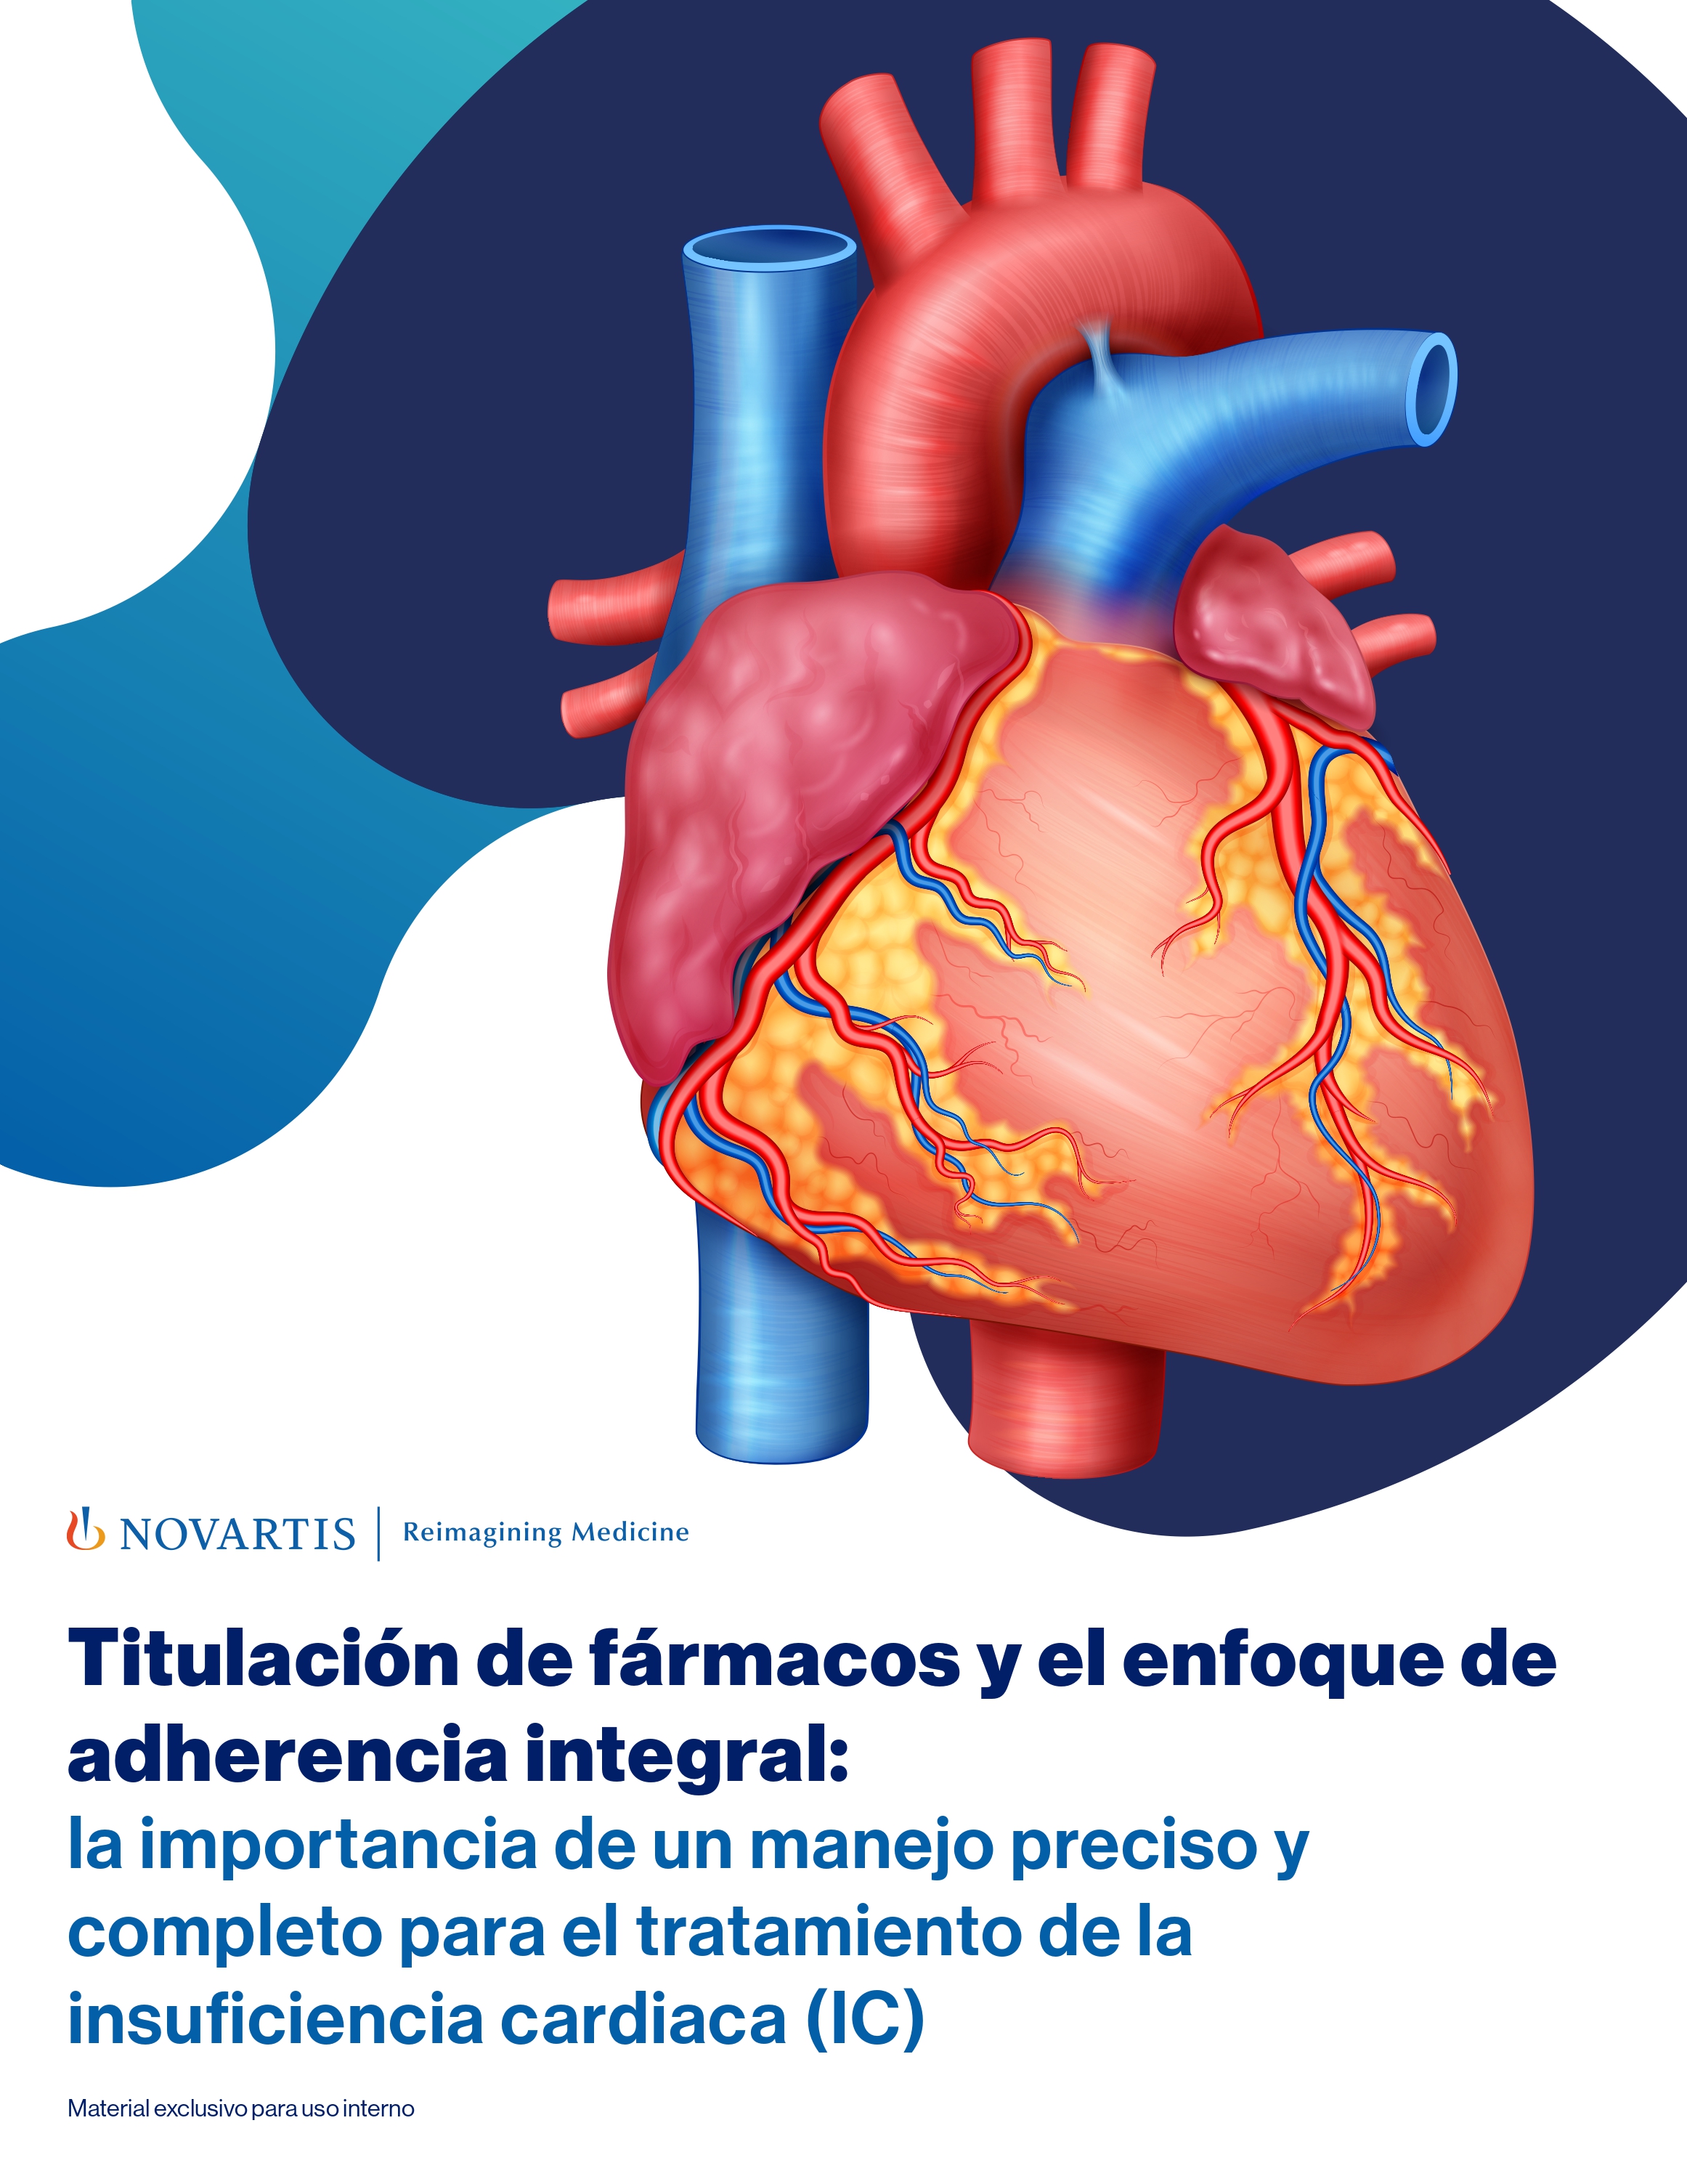 NOVARTIS | Reimagining Medicine
Titulación de fármacos y el enfoque de
adherencia integral:
la importancia de un manejo preciso y
completo para el tratamiento de la
insuficiencia cardiaca (IC)
Material exclusivo para uso interno